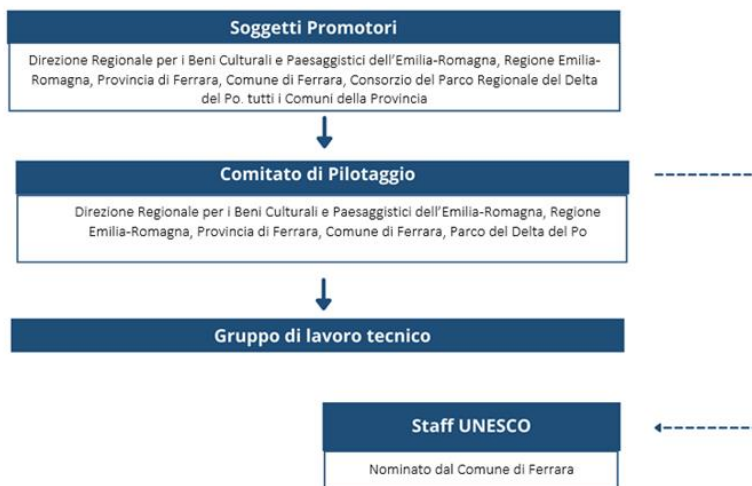 Soggetti Promotori
Direzione Regionale per i Beni Culturali e Paesaggistici dell’Emilia-Romagna, Regione Emilia-
Romagna, Provincia di Ferrara, Comune di Ferrara, Consorzio del Parco Regionale del Delta
del Po. tutti i Comuni della Provincia
Comitato di Pilotaggio
Direzione Regionale per i Beni Culturali e Paesaggistici dell’Emilia-Romagna, Regione
Emilia-Romagna, Provincia di Ferrara, Comune di Ferrara, Parco del Delta del Po
Gruppo di lavoro tecnico
Staff UNESCO
Nominato dal Comune di Ferrara